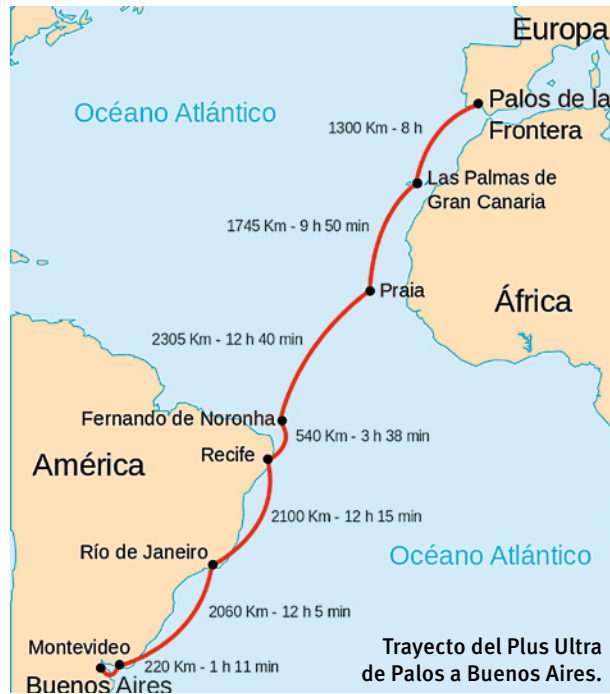 Europa
Océano Atlántico
Palos de la
Frontera
1300 Km - 8 h
Las Palmas de
Gran Canaria
1745 Km - 9 h 50 min
Praia
África
2305 Km - 12 h 40 min
Fernando de Noronha
540 Km - 3 h 38 min
Recife
América
2100 Km - 12 h 15 min
Río de Janeiro
Océano Atlántico
2060 Km - 12 h 5 min
Montevideo
220 Km - 1 h 11 min
Buenos Aires
Trayecto del Plus Ultra
de Palos a Buenos Aires.